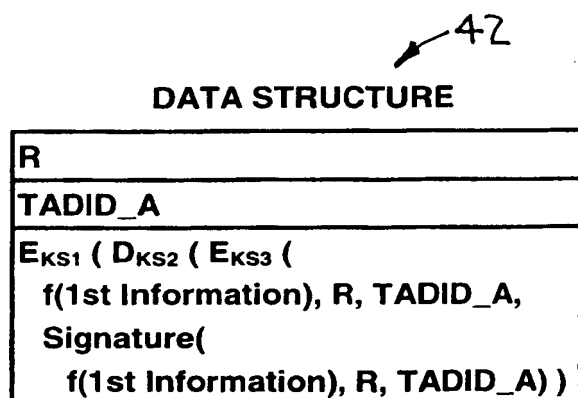 42
DATA STRUCTURE
R
TADID_A
EKS1 ( DKS2 ( EKS3 (
f(1st Information), R, TADID_A,
Signature(
f(1st Information), R, TADID_A) )